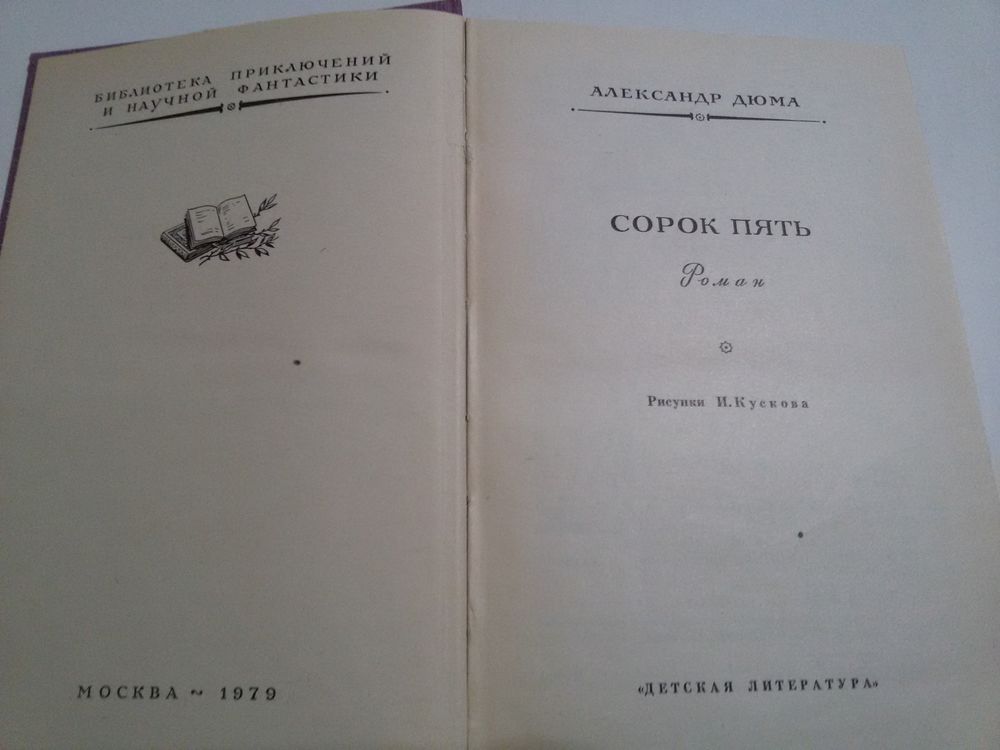 БИБЛИОТЕКА ПРИКЛЮЧЕНИЙ
И НАУЧНОЙ ФАНТАСТИКИ
МОСКВА ~ 1979
АЛЕКСАНДР ДЮМА
СОРОК ПЯТЬ
Роман
Рисунки И. Кускова
«ДЕТСКАЯ ЛИТЕРАТУРА»